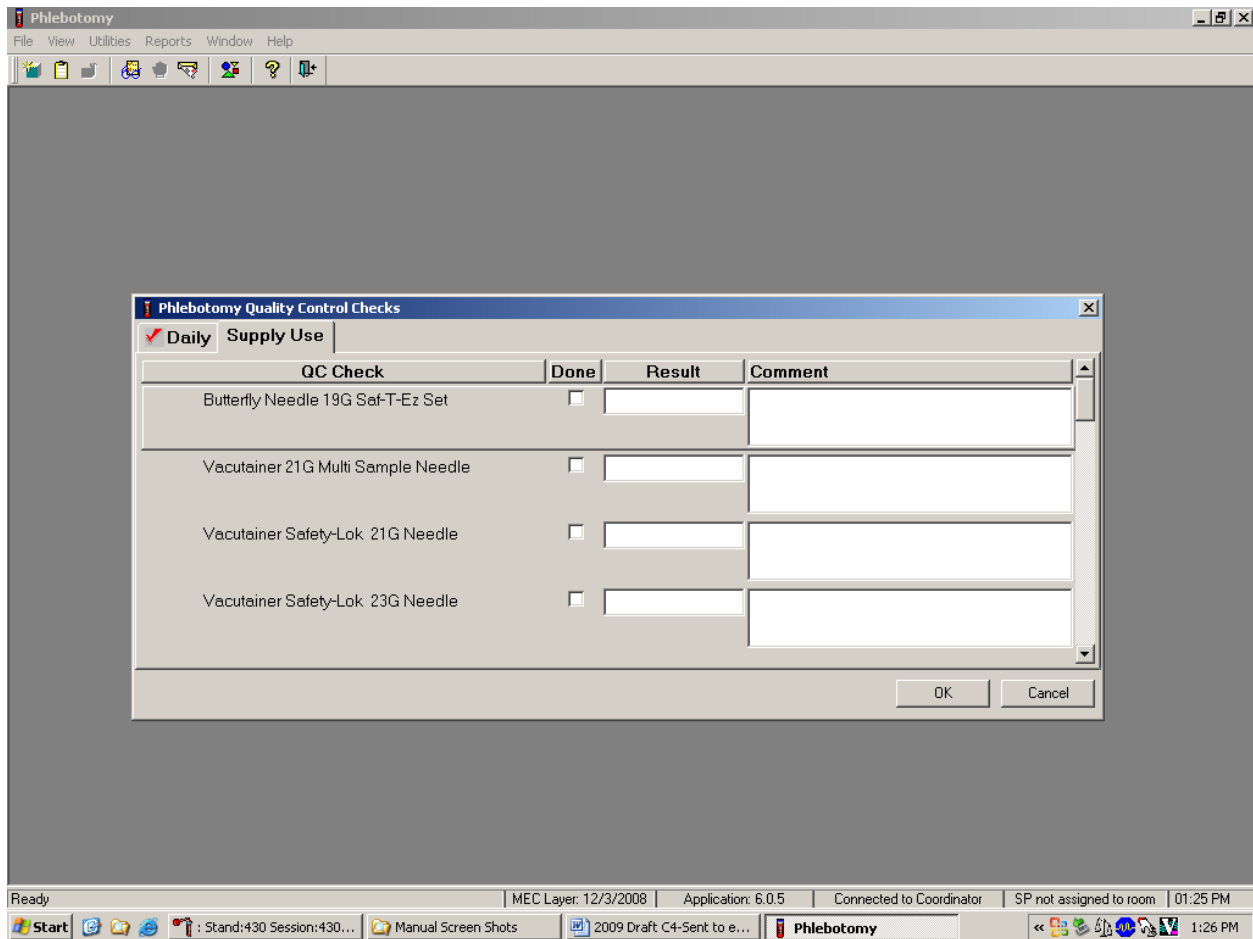 Phlebotomy
File View Utilities Reports Window Help
Phlebotomy Quality Control Checks
Daily Supply Use
QC Check Done Result Comment
Butterfly Needle 19G Saf-T-Ez Set
Vacutainer 21G Multi Sample Needle
Vacutainer Safety-Lok 21G Needle
Vacutainer Safety-Lok 23G Needle
OK Cancel
Ready MEC Layer: 12/3/2008 Application: 6.0.5 Connected to Coordinator SP not assigned to room 01:25 PM
Start : Stand:430 Session:430... Manual Screen Shots 2009 Draft C4-Sent to e... Phlebotomy « 1:26 PM